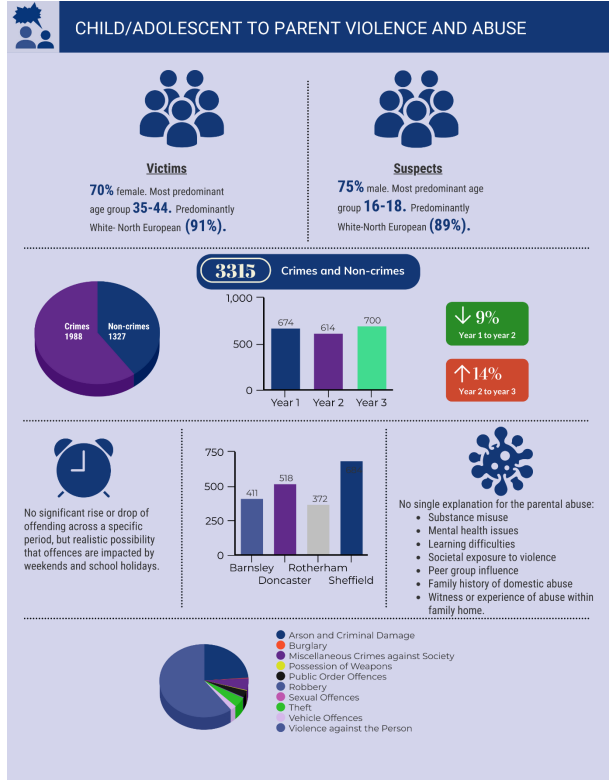 CHILD/ADOLESCENT TO PARENT VIOLENCE AND ABUSE
Victims
70% female. Most predominant
age group 35-44. Predominantly
White- North European (91%).
Suspects
75% male. Most predominant age
group 16-18. Predominantly
White-North European (89%).
3315 Crimes and Non-crimes
Crimes
1988
Non-crimes
1327
1,000
500
0
674
614
700
Year 1
Year 2
Year 3
↓ 9%
Year 1 to year 2
↑ 14%
Year 2 to year 3
No significant rise or drop of
offending across a specific
period, but realistic possibility
that offences are impacted by
weekends and school holidays.
750
500
250
0
411
518
372
Barnsley
Doncaster
Rotherham
Sheffield
No single explanation for the parental abuse:
• Substance misuse
• Mental health issues
• Learning difficulties
• Societal exposure to violence
• Peer group influence
• Family history of domestic abuse
• Witness or experience of abuse within
family home.
Arson and Criminal Damage
Burglary
Miscellaneous Crimes against Society
Possession of Weapons
Public Order Offences
Robbery
Sexual Offences
Theft
Vehicle Offences
Violence against the Person